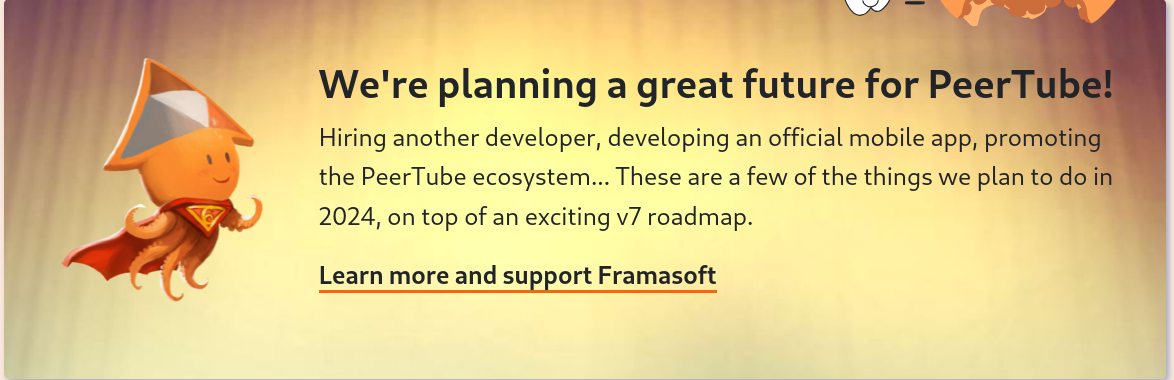 We're planning a great future for PeerTube!
Hiring another developer, developing an official mobile app, promoting
the PeerTube ecosystem... These are a few of the things we plan to do in
2024, on top of an exciting v7 roadmap.
Learn more and support Framasoft